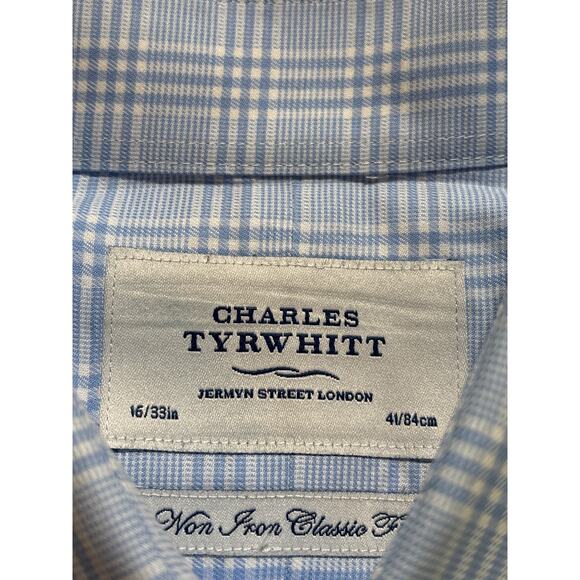 CHARLES
TYRWHITT
JERMYN STREET LONDON
16/33in 41/84cm
Non Iron Classic F